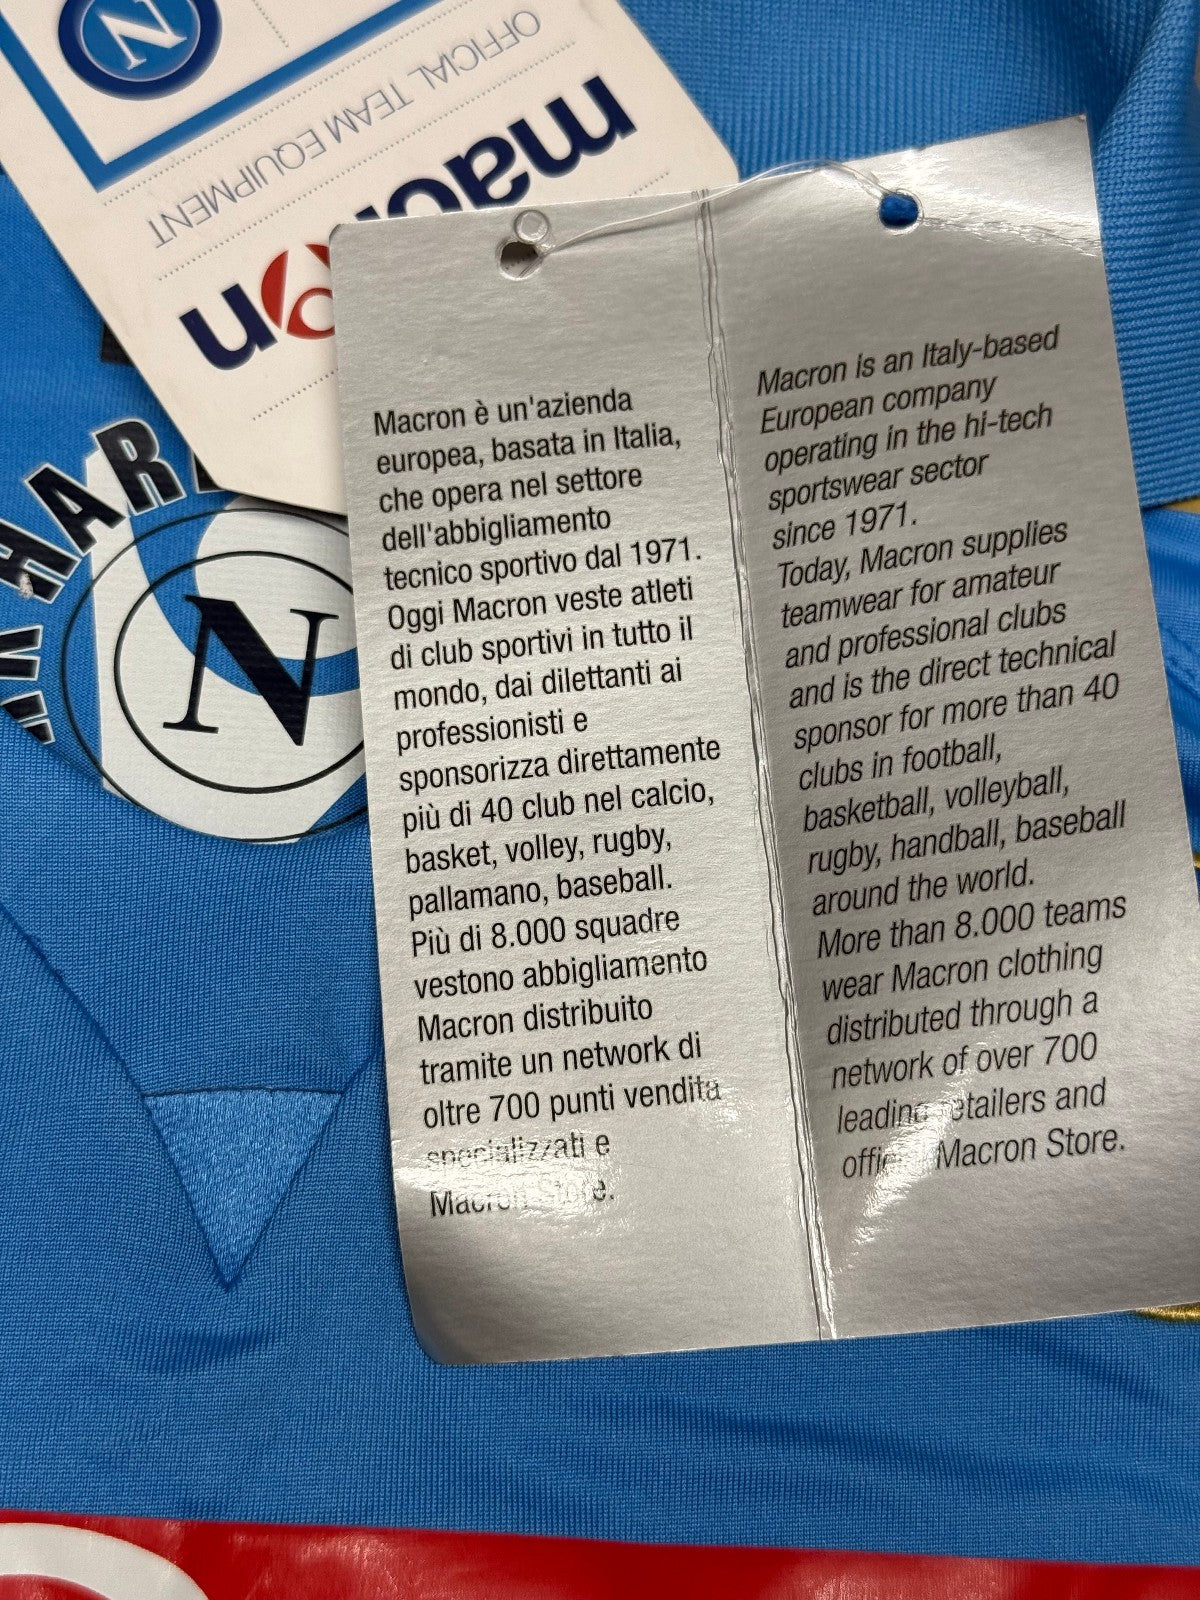 N
OFFICIAL TEAM EQUIPMENT
macron
HAR
N
Macron è un'azienda
europea, basata in Italia,
che opera nel settore
dell'abbigliamento
tecnico sportivo dal 1971.
Oggi Macron veste atleti
di club sportivi in tutto il
mondo, dai dilettanti ai
professionisti e
sponsorizza direttamente
più di 40 club nel calcio,
basket, volley, rugby,
pallamano, baseball.
Più di 8.000 squadre
vestono abbigliamento
Macron distribuito
tramite un network di
oltre 700 punti vendita
specializzati e
Macron Store.
Macron is an Italy-based
European company
operating in the hi-tech
sportswear sector
since 1971.
Today, Macron supplies
teamwear for amateur
and professional clubs
and is the direct technical
sponsor for more than 40
clubs in football,
basketball, volleyball,
rugby, handball, baseball
around the world.
More than 8.000 teams
wear Macron clothing
distributed through a
network of over 700
leading retailers and
official Macron Store.